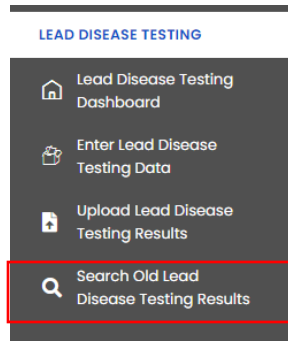 LEAD DISEASE TESTING
Lead Disease Testing
Dashboard
Enter Lead Disease
Testing Data
Upload Lead Disease
Testing Results
Search Old Lead
Disease Testing Results